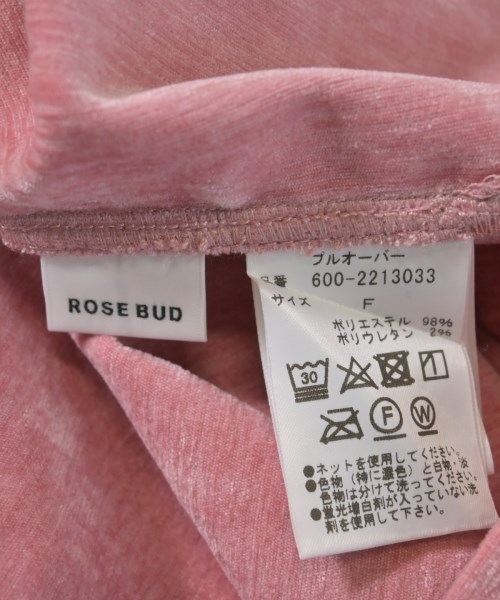 ROSE BUD
プルオーバー
品番 600-2213033
サイズ F
ポリエステル 98%
ポリウレタン 2%
30
F
W
●ネットを使用してください。
●色物(特に濃色)と白物・淡
色物は分けて洗ってください。
●蛍光増白剤が入っていない洗
剤を使用して下さい。